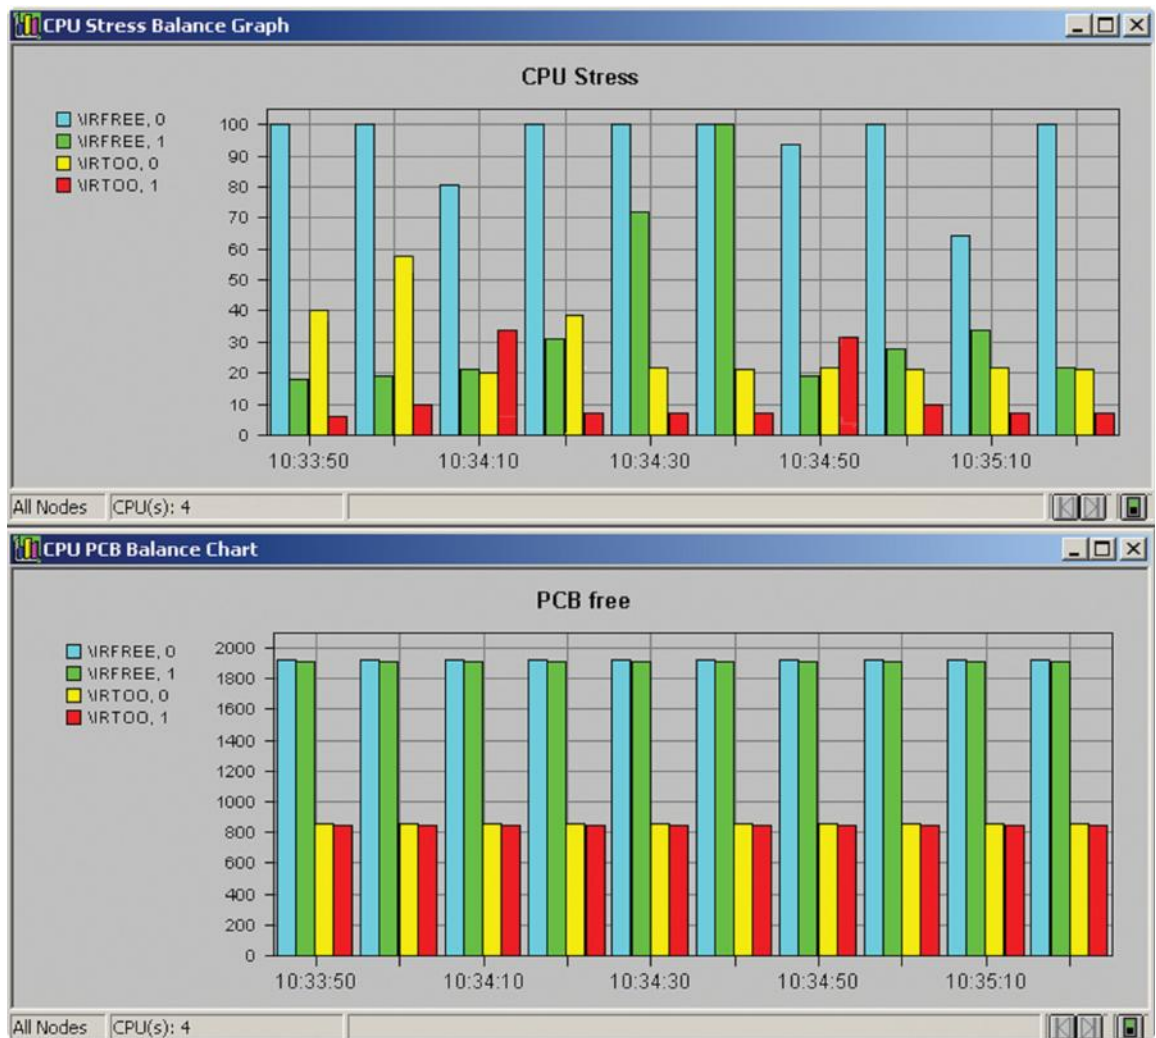 CPU Stress Balance Graph
CPU Stress
\IRFREE, 0
\IRFREE, 1
\IRTOO, 0
\IRTOO, 1
100
90
80
70
60
50
40
30
20
10
0
10:33:50 10:34:10 10:34:30 10:34:50 10:35:10
All Nodes CPU(s): 4
CPU PCB Balance Chart
PCB free
\IRFREE, 0
\IRFREE, 1
\IRTOO, 0
\IRTOO, 1
2000
1800
1600
1400
1200
1000
800
600
400
200
0
10:33:50 10:34:10 10:34:30 10:34:50 10:35:10
All Nodes CPU(s): 4